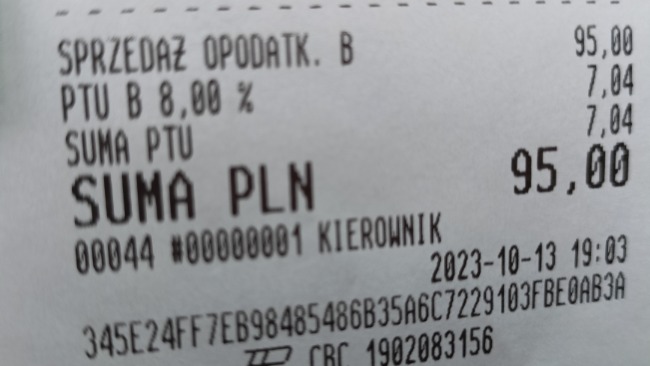 SPRZEDAŻ OPODATK. B 95,00
PTU B 8,00 % 7,04
SUMA PTU 7,04
SUMA PLN 95,00
00044 #00000001 KIEROWNIK
2023-10-13 19:03
345E24FF7EB98485486B35A6C7229103FBE0AB3A
CBC 1902083156